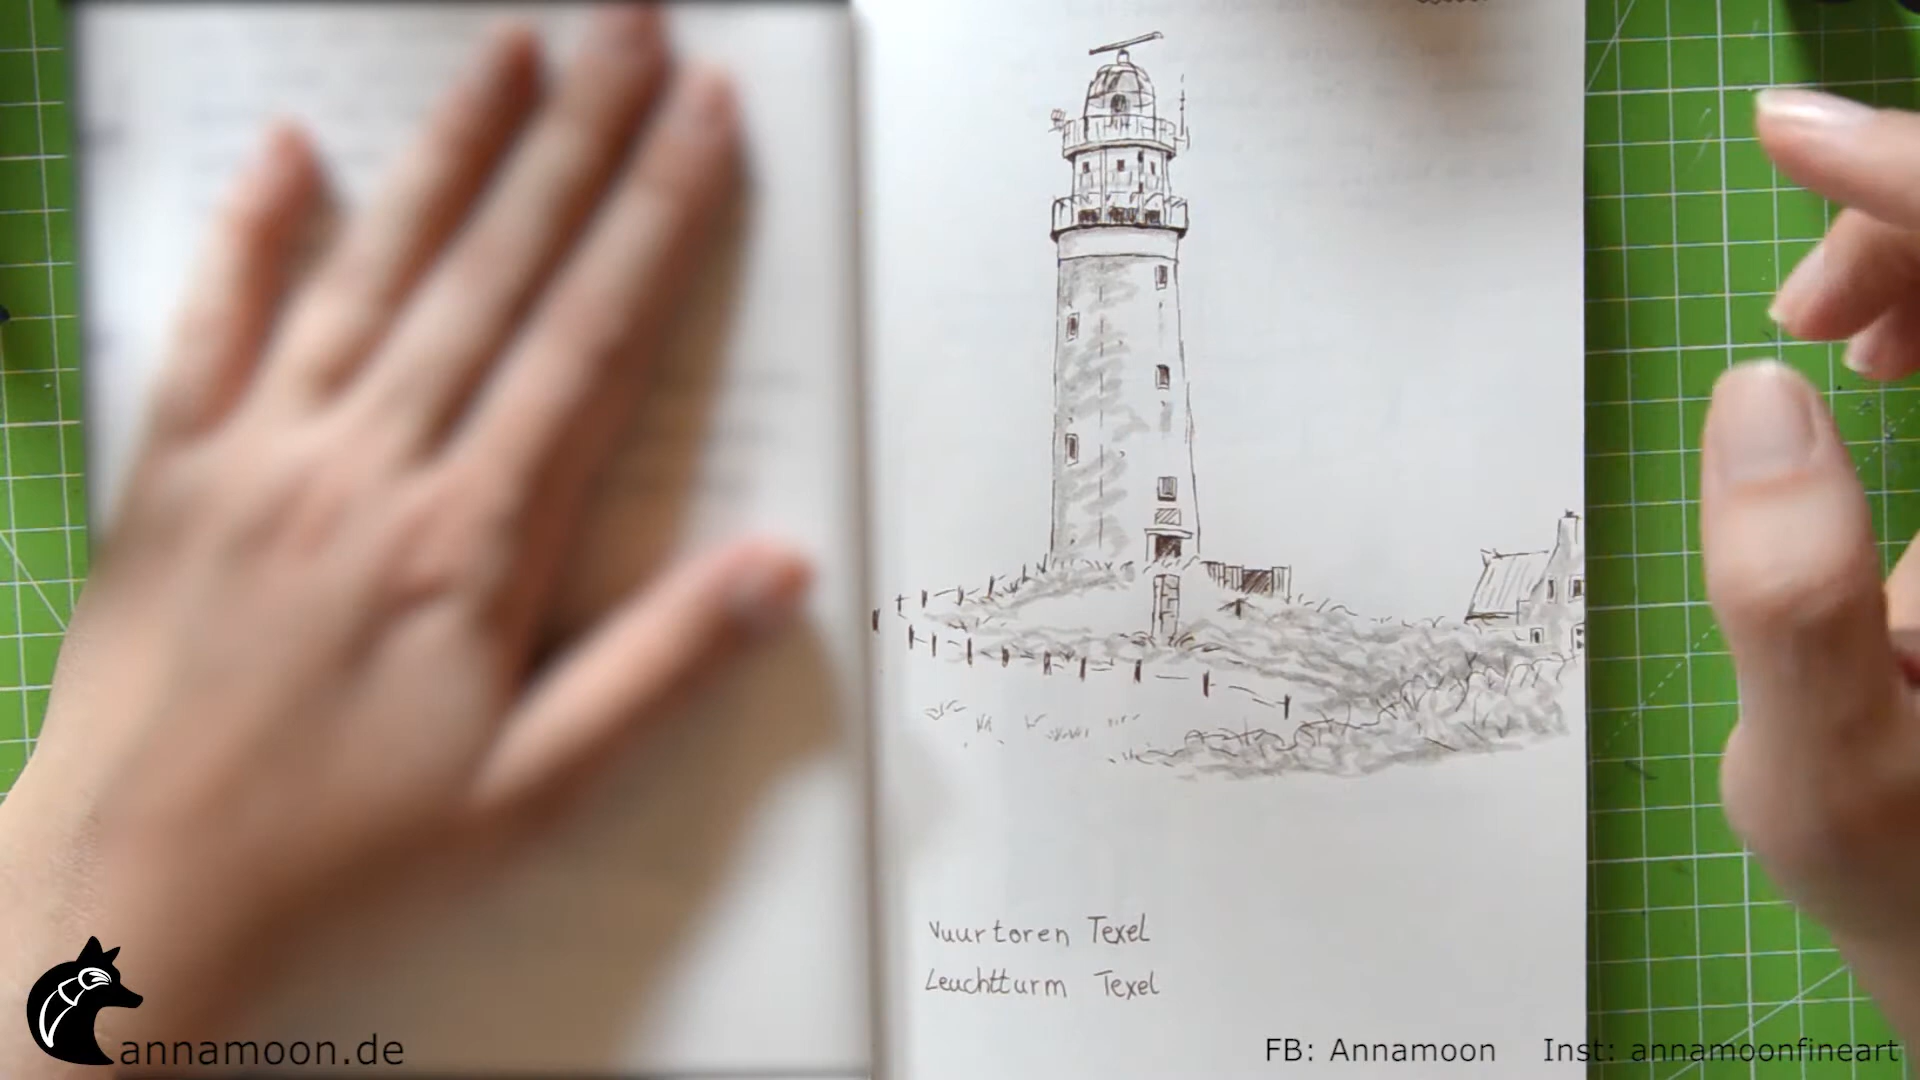 Vuurtoren Texel
Leuchtturm Texel
annamoon.de
FB: Annamoon Inst: annamoonfineart